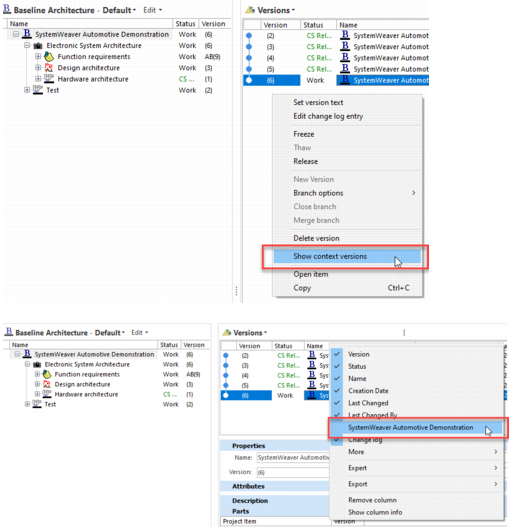 Baseline Architecture - Default Edit
Name Status Version
SystemWeaver Automotive Demonstration Work (6)
Electronic System Architecture Work (6)
Function requirements Work AB(9)
Design architecture Work (3)
Hardware architecture CS ... (1)
Test Work (2)
Versions
Version Status Name
(2) CS Rel... SystemWeaver Automot
(3) CS Rel... SystemWeaver Automot
(4) CS Rel... SystemWeaver Automot
(5) CS Rel... SystemWeaver Automot
(6) Work SystemWeaver Automot
Set version text
Edit change log entry
Freeze
Thaw
Release
New Version
Branch options
Close branch
Merge branch
Delete version
Show context versions
Open item
Copy Ctrl+C
Baseline Architecture - Default Edit
Name Status Version
SystemWeaver Automotive Demonstration Work (6)
Electronic System Architecture Work (6)
Function requirements Work AB(9)
Design architecture Work (3)
Hardware architecture CS ... (1)
Test Work (2)
Versions
Version Status Name
(2) CS Rel... Sys
(3) CS Rel... Sys
(4) CS Rel... Sys
(5) CS Rel... Sys
(6) Work Sys
Version
Status
Name
Creation Date
Last Changed
Last Changed By
SystemWeaver Automotive Demonstration
Change log
More
Expert
Export
Remove column
Show column info
Properties
Name: SystemWeaver Automotiv
Version: (6)
Attributes
Description
Parts
Project Item Version